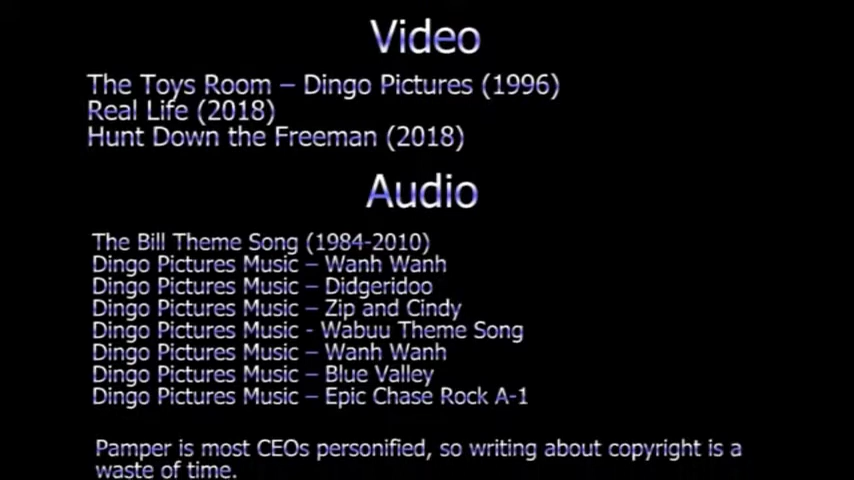 Video
The Toys Room – Dingo Pictures (1996)
Real Life (2018)
Hunt Down the Freeman (2018)
Audio
The Bill Theme Song (1984-2010)
Dingo Pictures Music – Wanh Wanh
Dingo Pictures Music – Didgeridoo
Dingo Pictures Music – Zip and Cindy
Dingo Pictures Music - Wabuu Theme Song
Dingo Pictures Music – Wanh Wanh
Dingo Pictures Music – Blue Valley
Dingo Pictures Music – Epic Chase Rock A-1
Pamper is most CEOs personified, so writing about copyright is a
waste of time.